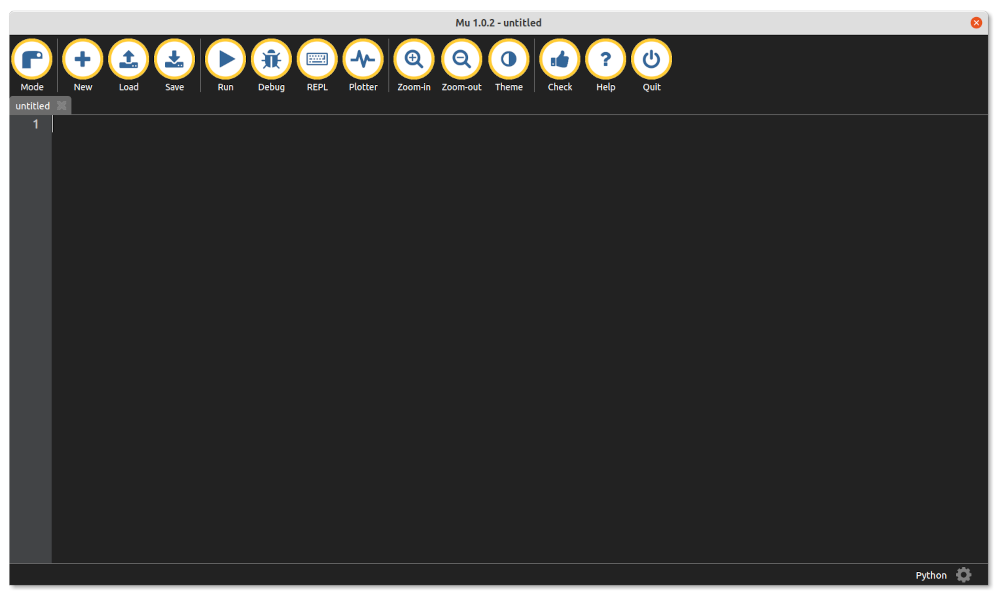 Mu 1.0.2 - untitled
Mode New Load Save Run Debug REPL Plotter Zoom-in Zoom-out Theme Check Help Quit
untitled
1
Python